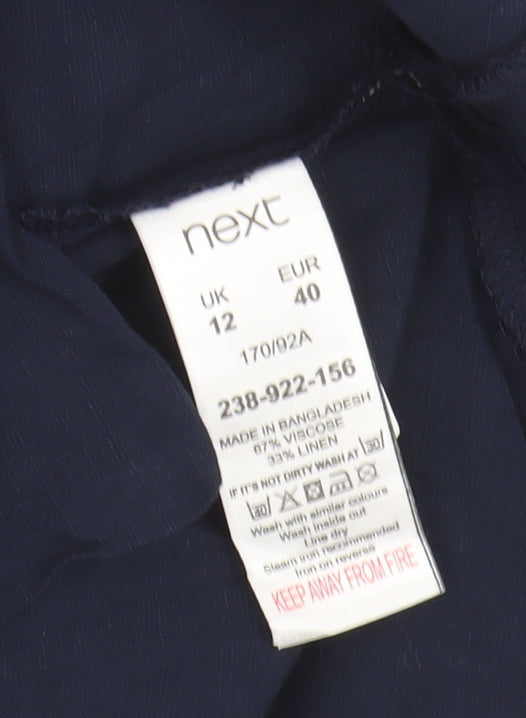 next
UK EUR
12 40
170/92A
238-922-156
MADE IN BANGLADESH
67% VISCOSE
33% LINEN
IF IT'S NOT DIRTY WASH AT 30
40
Wash with similar colours
Wash inside out
Line dry
Steam iron recommended
Iron on reverse
KEEP AWAY FROM FIRE